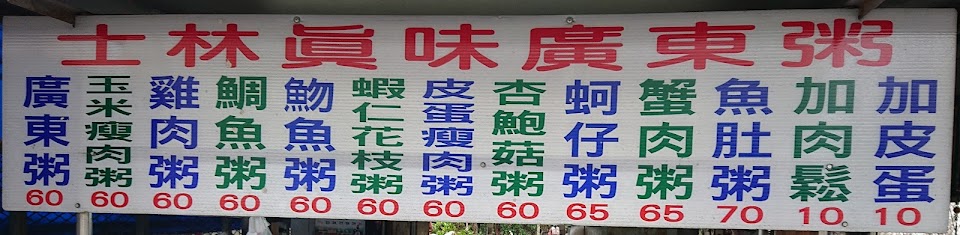 士林眞味廣東粥
廣東粥 60
玉米瘦肉粥 60
雞肉粥 60
鯛魚粥 60
魩魚粥 60
蝦仁花枝粥 60
皮蛋瘦肉粥 60
杏鮑菇粥 60
蚵仔粥 65
蟹肉粥 65
魚肚粥 70
加肉鬆 10
加皮蛋 10